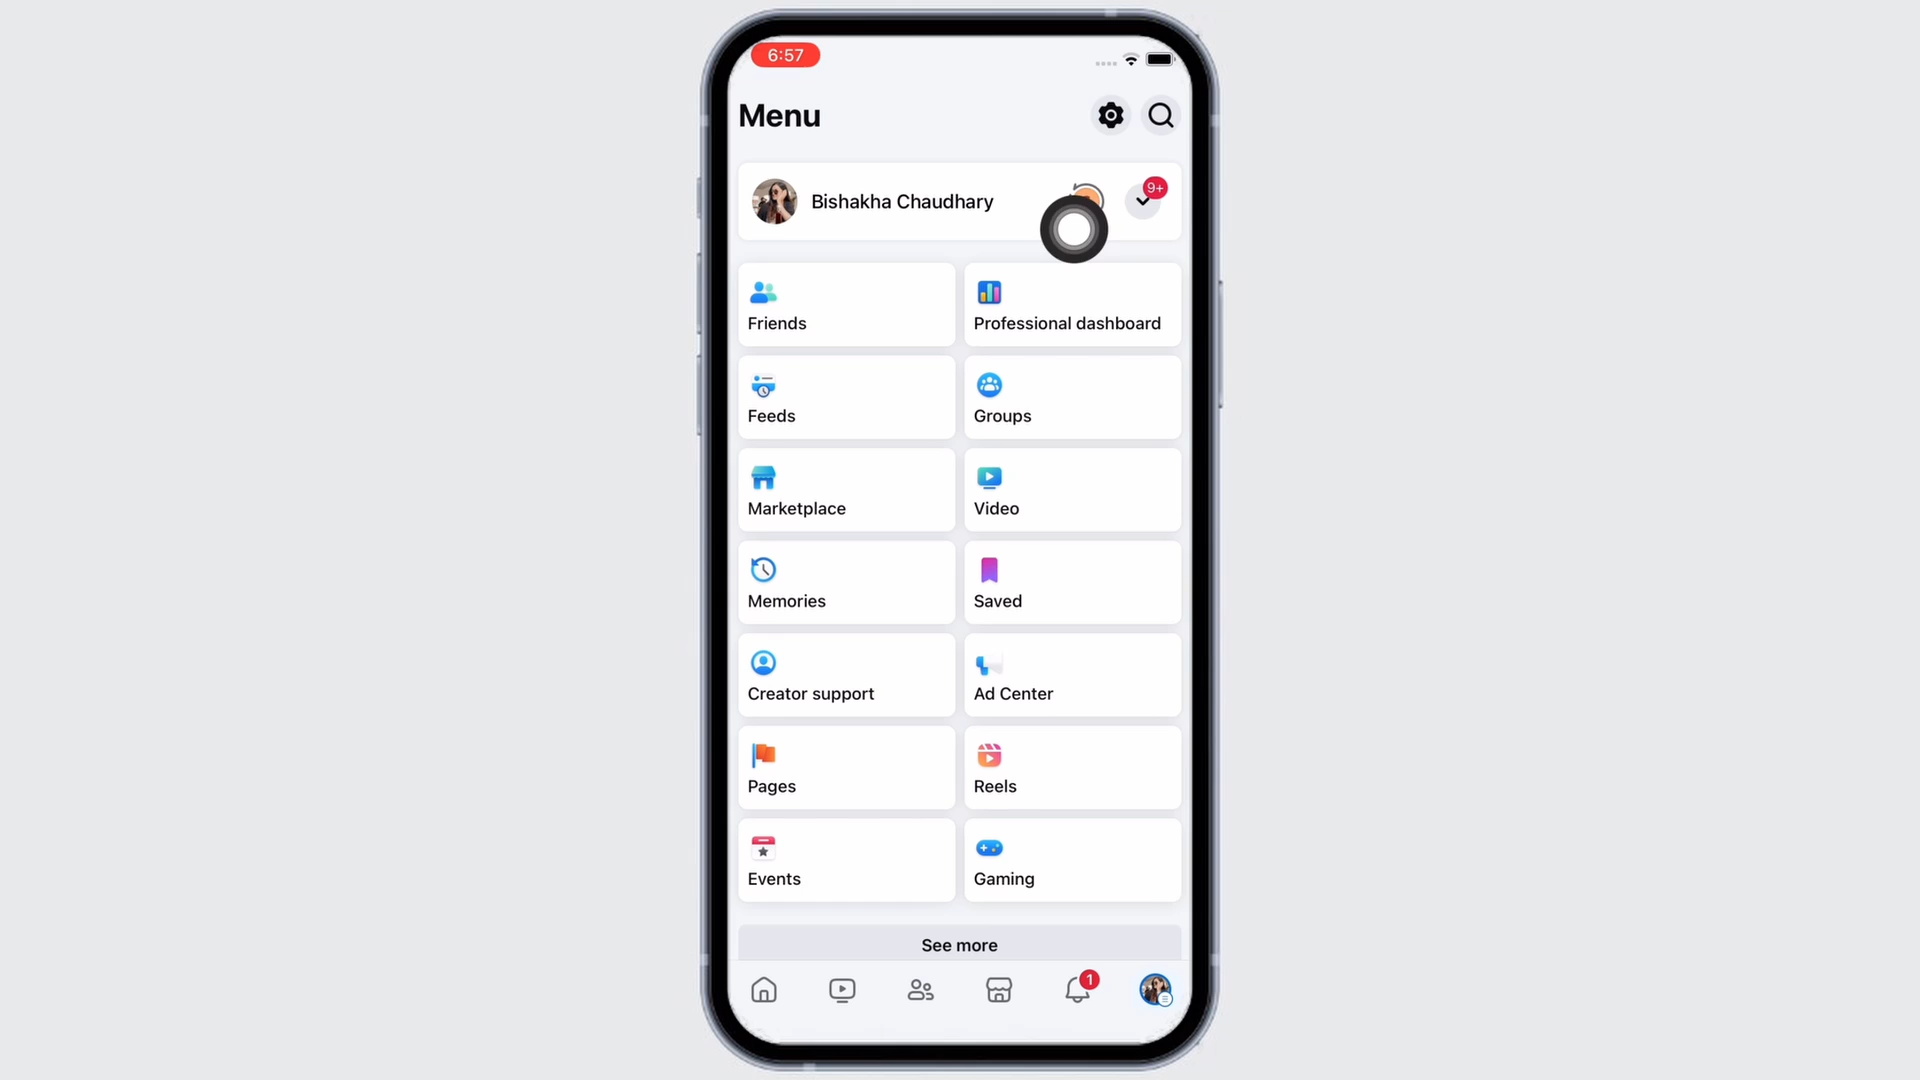 6:57
Menu
Bishakha Chaudhary
9+
Friends
Professional dashboard
Feeds
Groups
Marketplace
Video
Memories
Saved
Creator support
Ad Center
Pages
Reels
Events
Gaming
See more
1